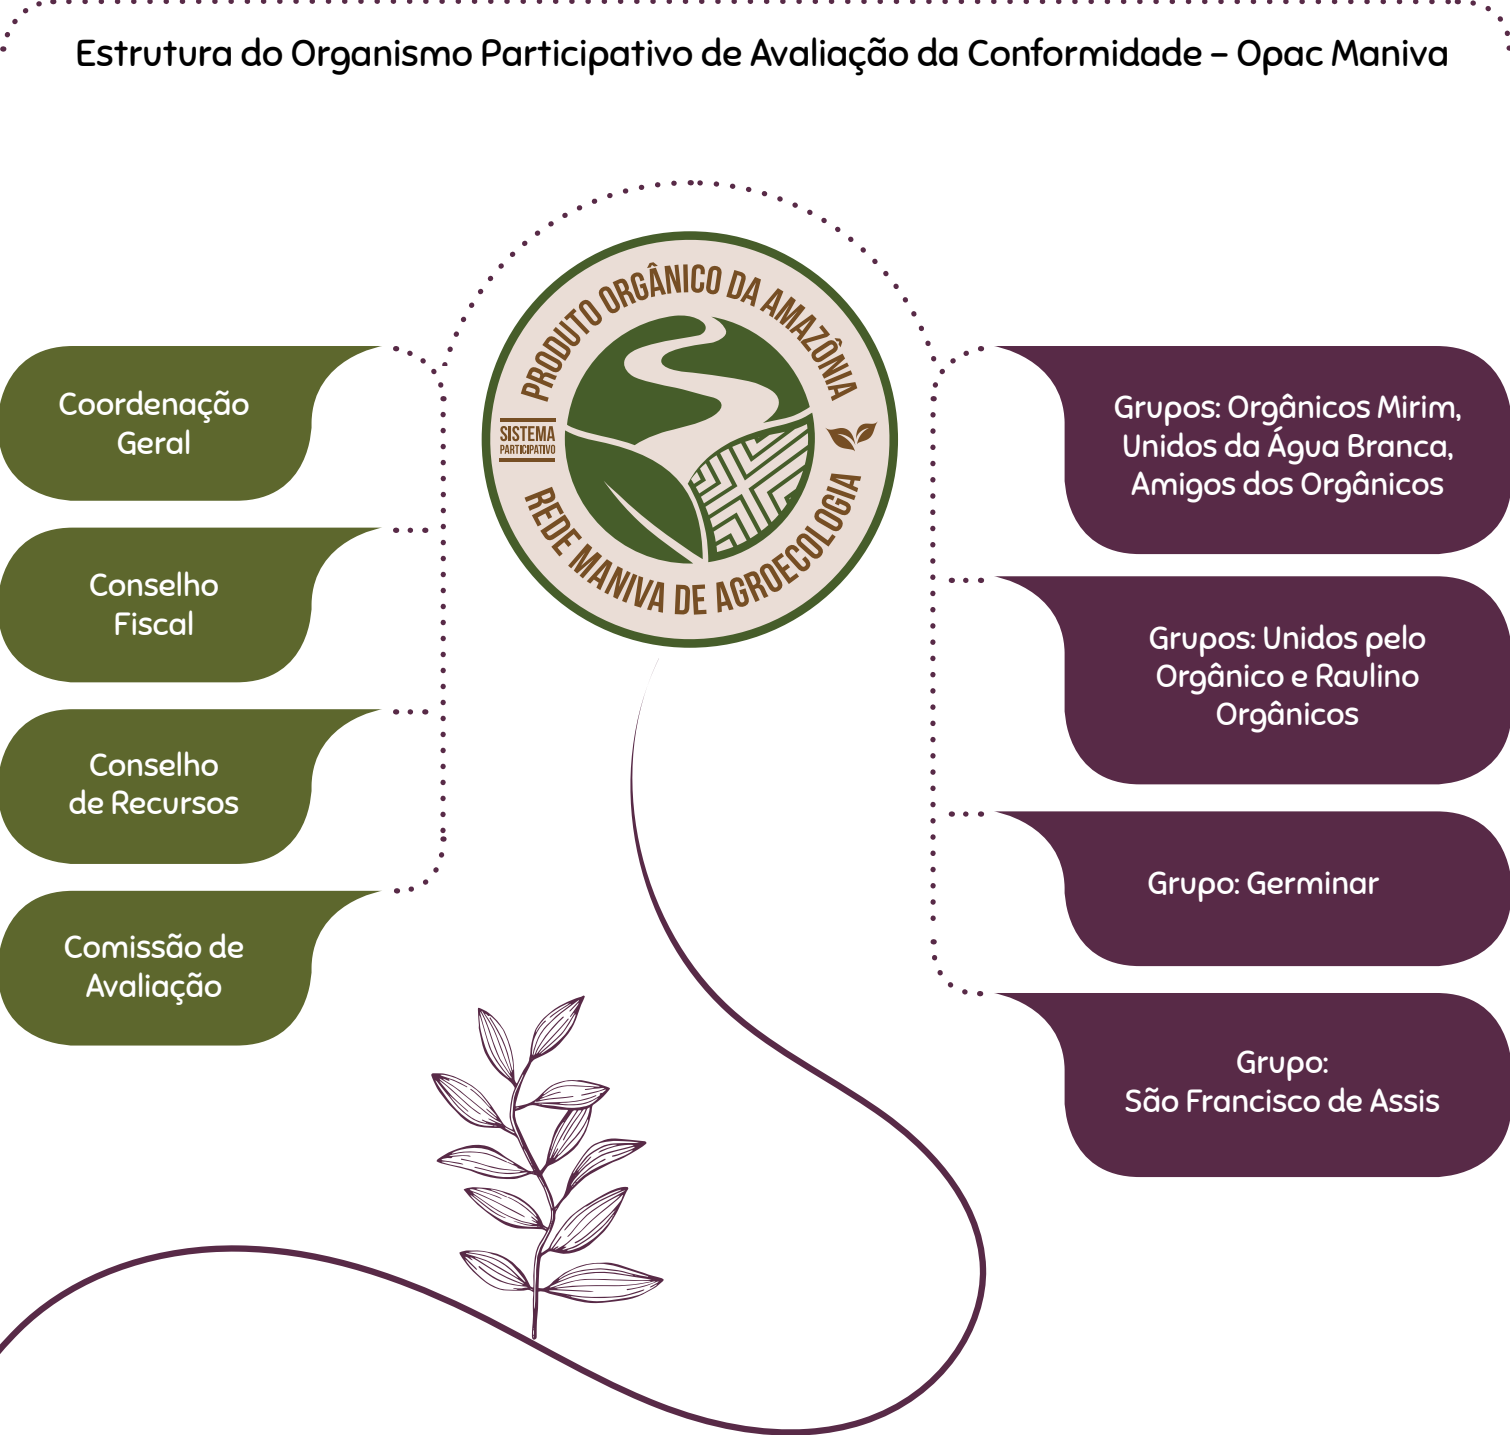 Estrutura do Organismo Participativo de Avaliação da Conformidade – Opac Maniva
PRODUTO ORGÂNICO DA AMAZÔNIA
SISTEMA
PARTICIPATIVO
REDE MANIVA DE AGROECOLOGIA
Coordenação
Geral
Conselho
Fiscal
Conselho
de Recursos
Comissão de
Avaliação
Grupos: Orgânicos Mirim,
Unidos da Água Branca,
Amigos dos Orgânicos
Grupos: Unidos pelo
Orgânico e Raulino
Orgânicos
Grupo: Germinar
Grupo:
São Francisco de Assis